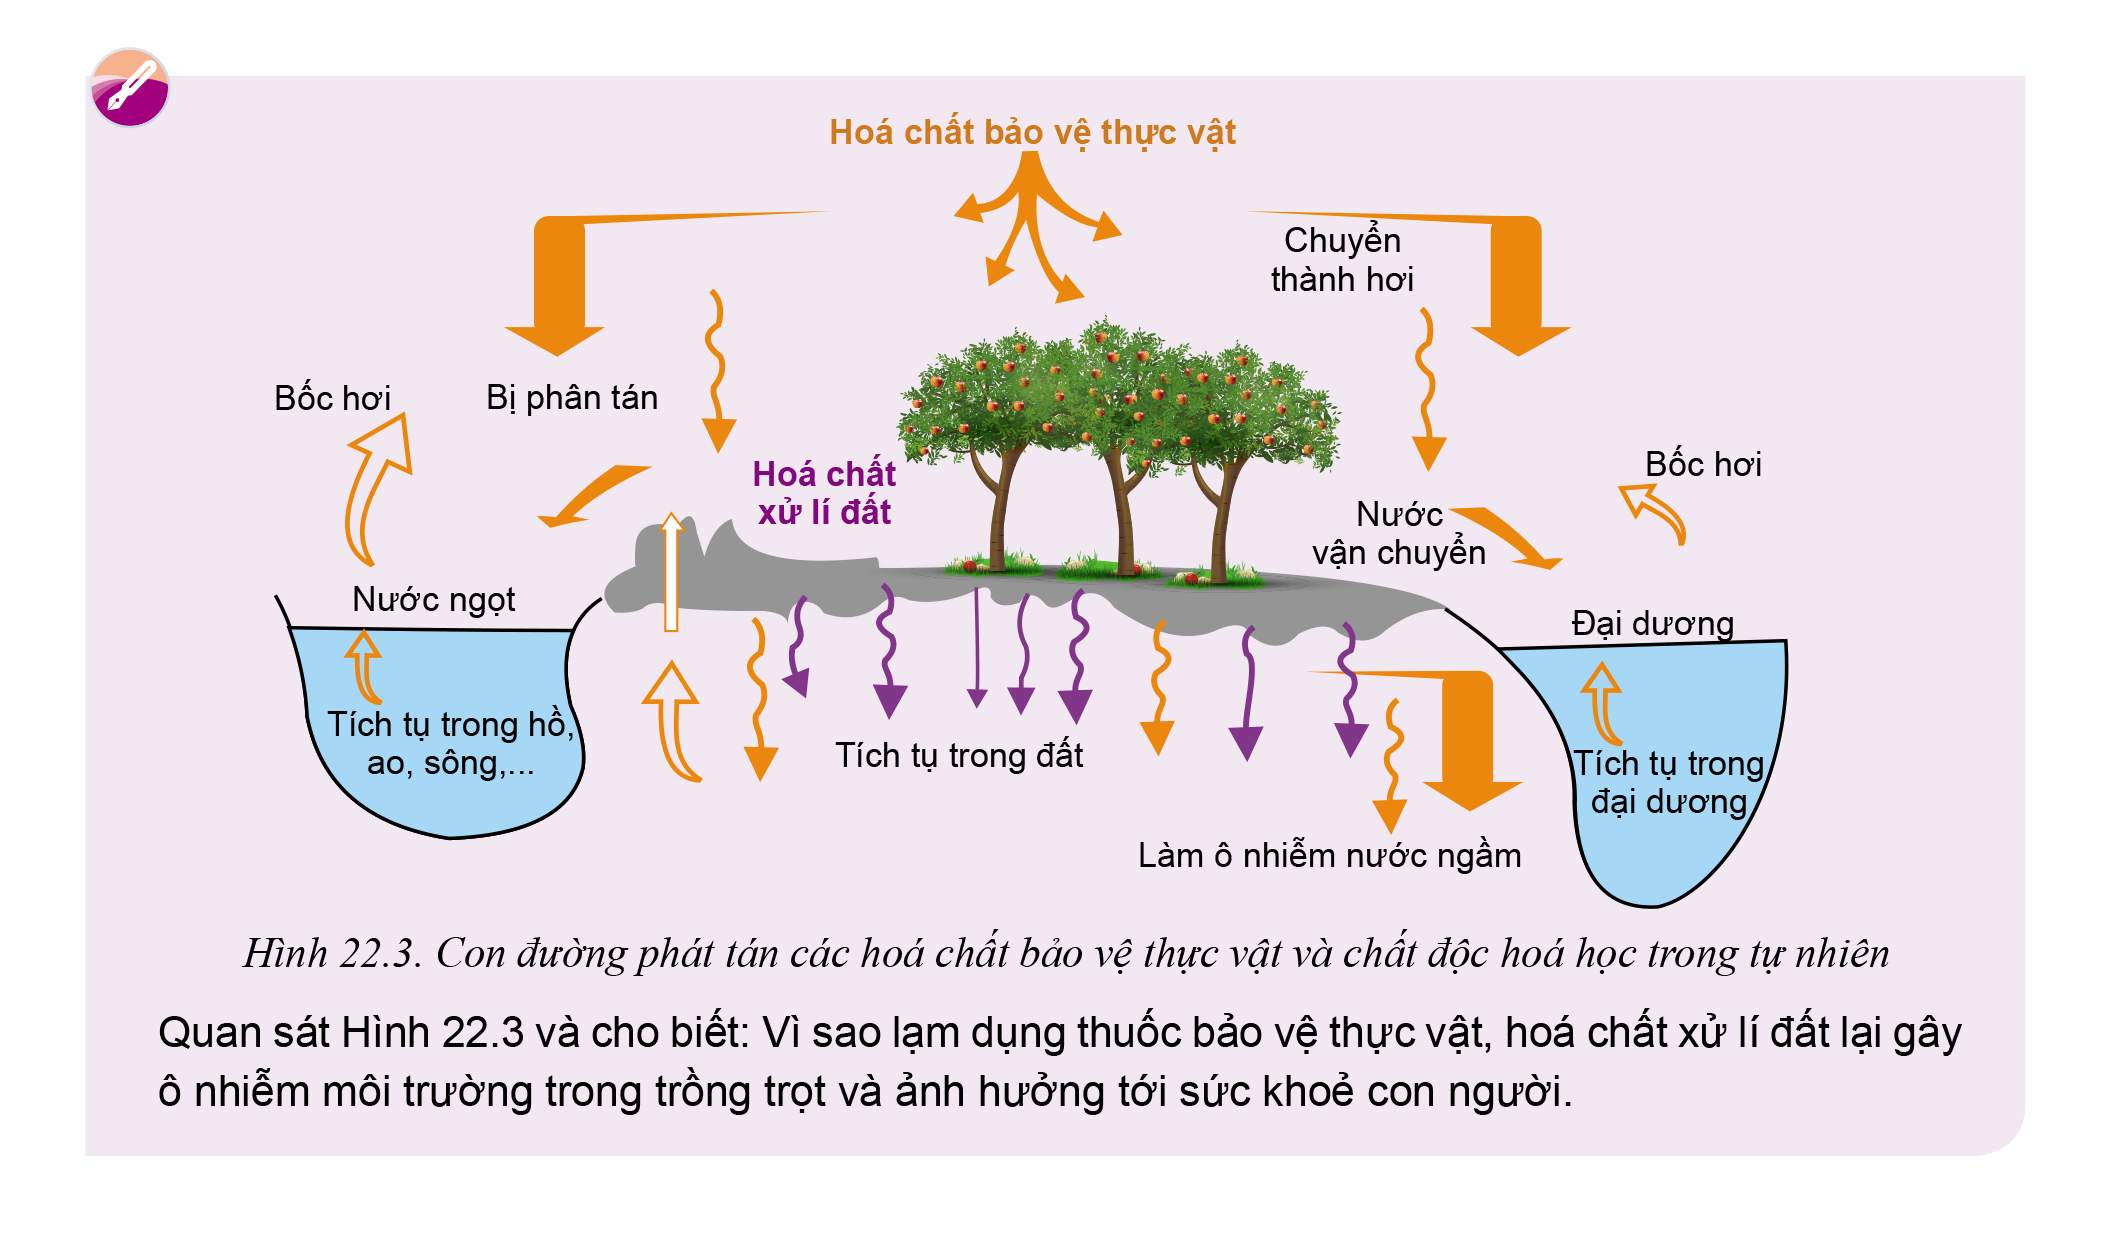 Hoá chất bảo vệ thực vật
Chuyển
thành hơi
Bốc hơi
Bị phân tán
Hoá chất
xử lí đất
Bốc hơi
Nước
vận chuyển
Nước ngọt
Đại dương
Tích tụ trong hồ,
ao, sông,...
Tích tụ trong đất
Tích tụ trong
đại dương
Làm ô nhiễm nước ngầm
Hình 22.3. Con đường phát tán các hoá chất bảo vệ thực vật và chất độc hoá học trong tự nhiên
Quan sát Hình 22.3 và cho biết: Vì sao lạm dụng thuốc bảo vệ thực vật, hoá chất xử lí đất lại gây
ô nhiễm môi trường trong trồng trọt và ảnh hưởng tới sức khoẻ con người.